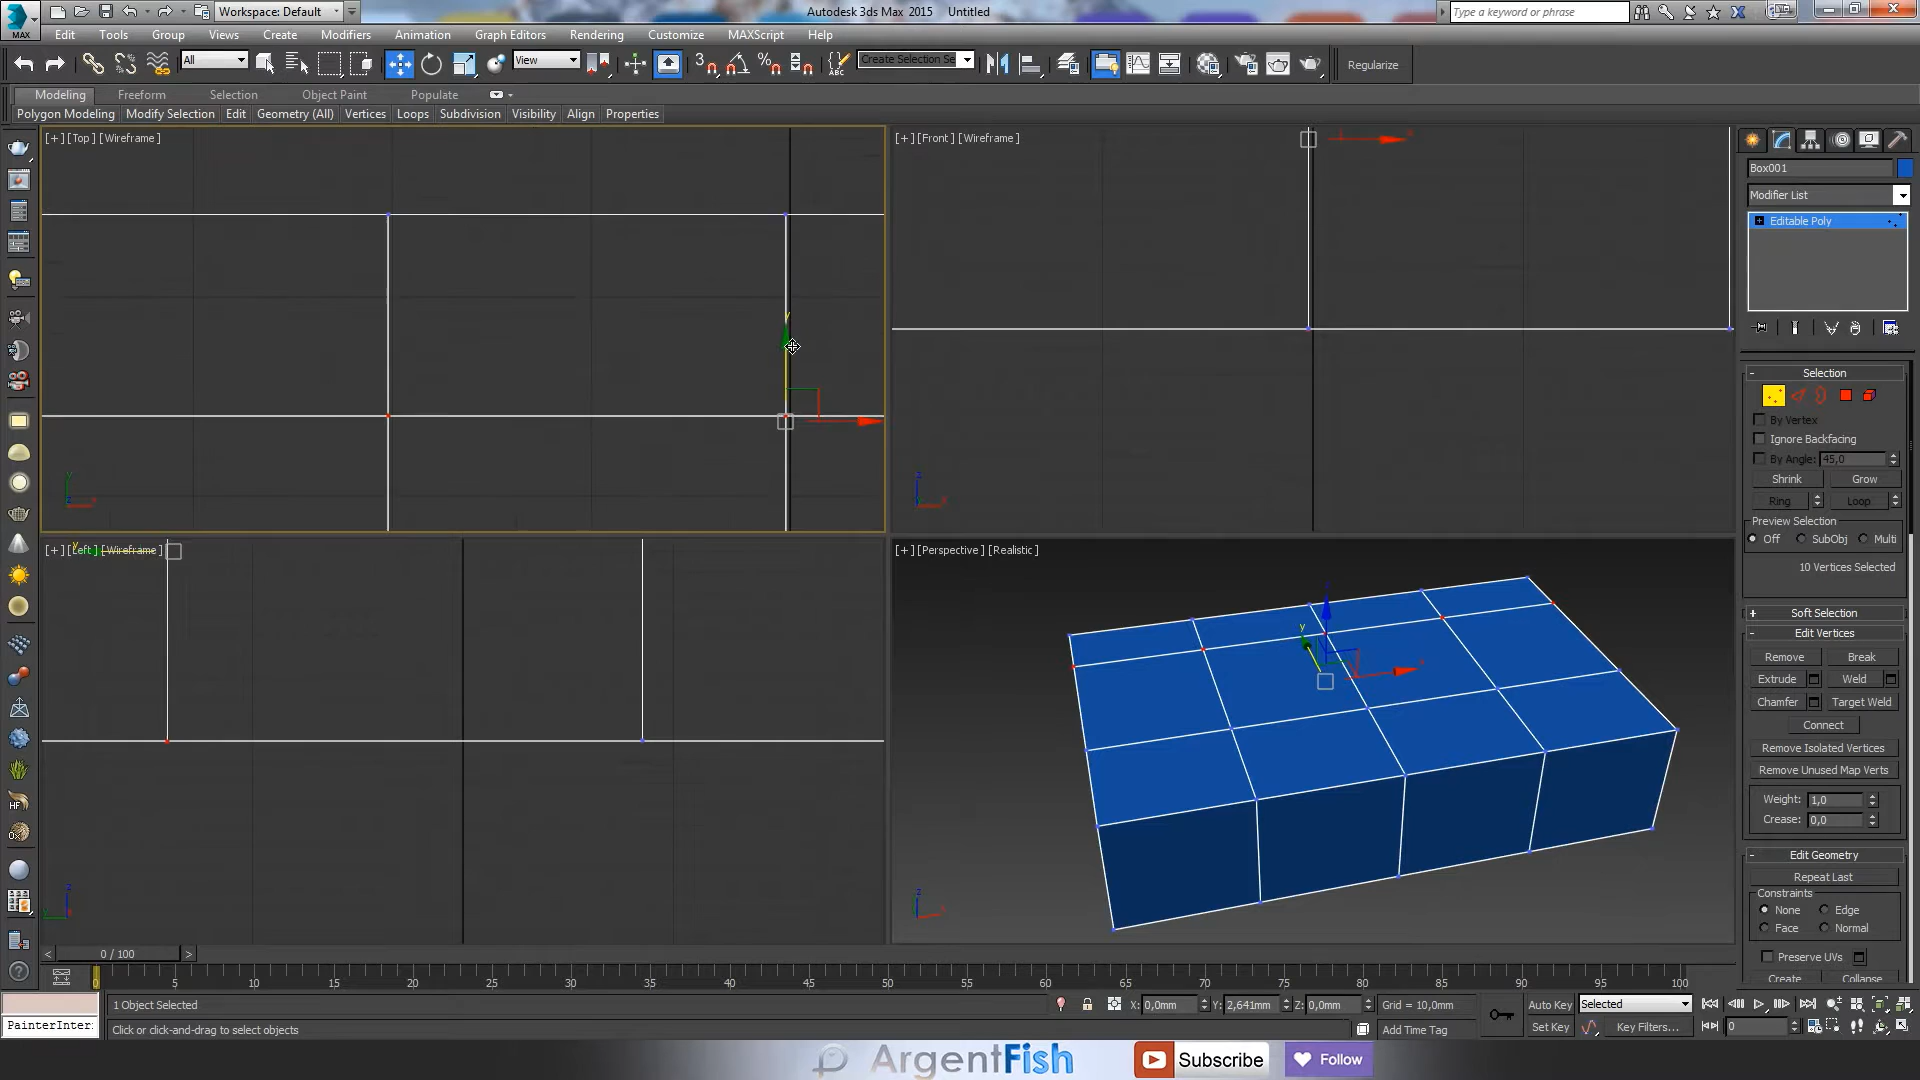 Workspace: Default
Autodesk 3ds Max 2015    Untitled
Type a keyword or phrase
MAX
Edit Tools Group Views Create Modifiers Animation Graph Editors Rendering Customize MAXScript Help
All
View
3
%
ABC
Create Selection Se
Regularize
Modeling Freeform Selection Object Paint Populate
Polygon Modeling Modify Selection Edit Geometry (All) Vertices Loops Subdivision Visibility Align Properties
[+] [Top] [Wireframe]
[+] [Front] [Wireframe]
[+] [Left] [Wireframe]
[+] [Perspective] [Realistic]
Box001
Modifier List
Editable Poly
Selection
By Vertex
Ignore Backfacing
By Angle: 45,0
Shrink Grow
Ring Loop
Preview Selection
Off SubObj Multi
10 Vertices Selected
Soft Selection
Edit Vertices
Remove Break
Extrude Weld
Chamfer Target Weld
Connect
Remove Isolated Vertices
Remove Unused Map Verts
Weight: 1,0
Crease: 0,0
Edit Geometry
Repeat Last
Constraints
None Edge
Face Normal
Preserve UVs
Create Collapse
HF
0 / 100
0 5 10 15 20 25 30 35 40 45 50 55 60 65 70 75 80 85 90 95 100
PainterInter:
1 Object Selected
X: 0,0mm Y: 2,641mm Z: 0,0mm Grid = 10,0mm
Auto Key Selected
Click or click-and-drag to select objects
Add Time Tag
Set Key Key Filters...
0
ArgentFish
Subscribe
Follow